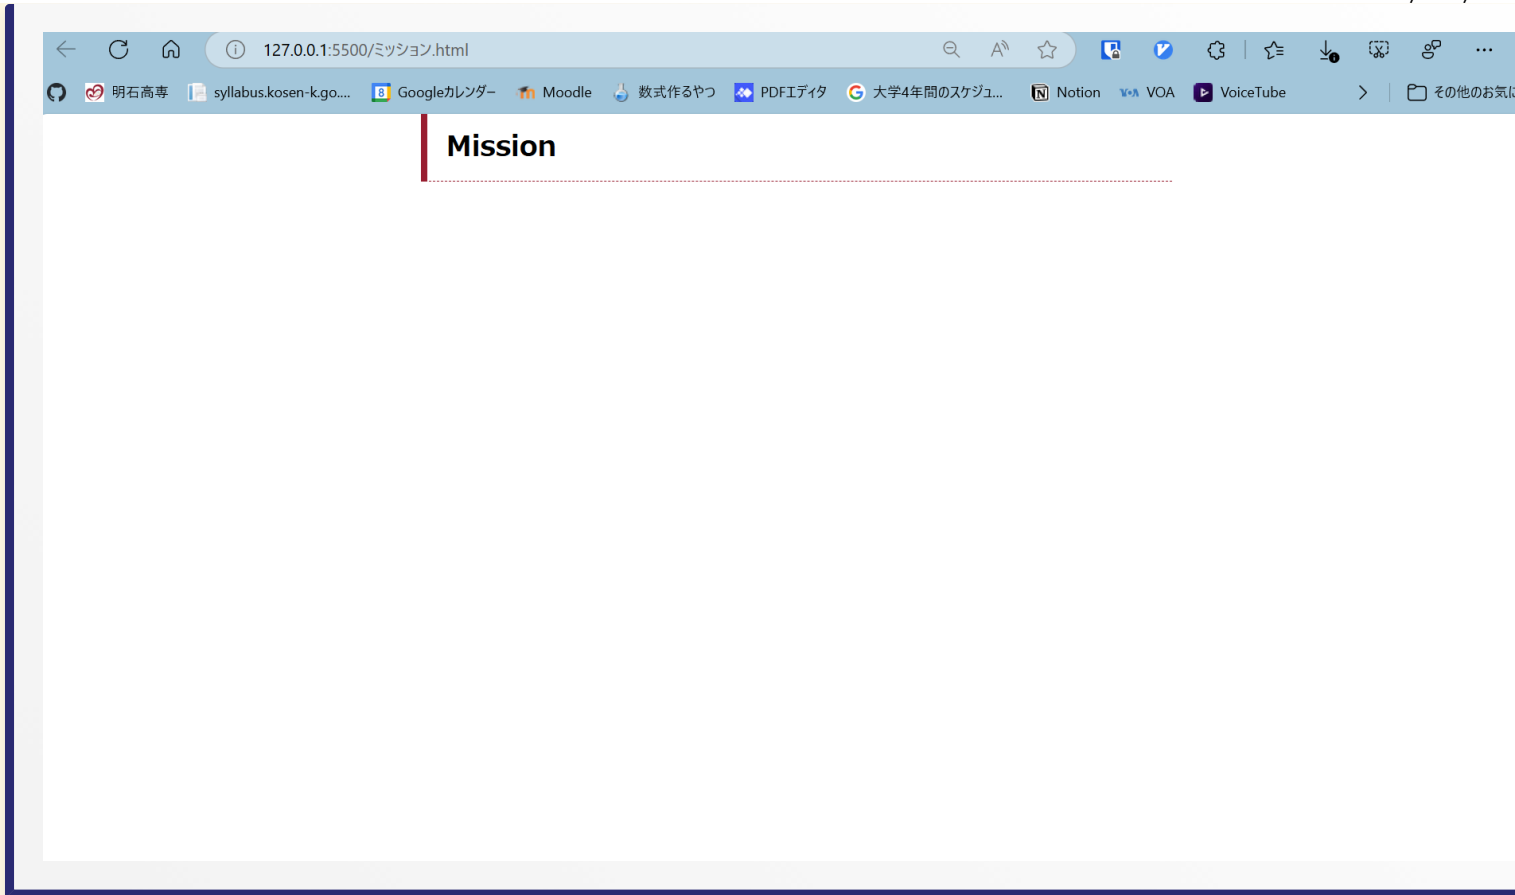 127.0.0.1:5500/ミッション.html
明石高専 syllabus.kosen-k.go.... 8 Googleカレンダー Moodle 数式作るやつ PDFエディタ G 大学4年間のスケジュ... Notion VOA VOA VoiceTube その他のお気に
Mission